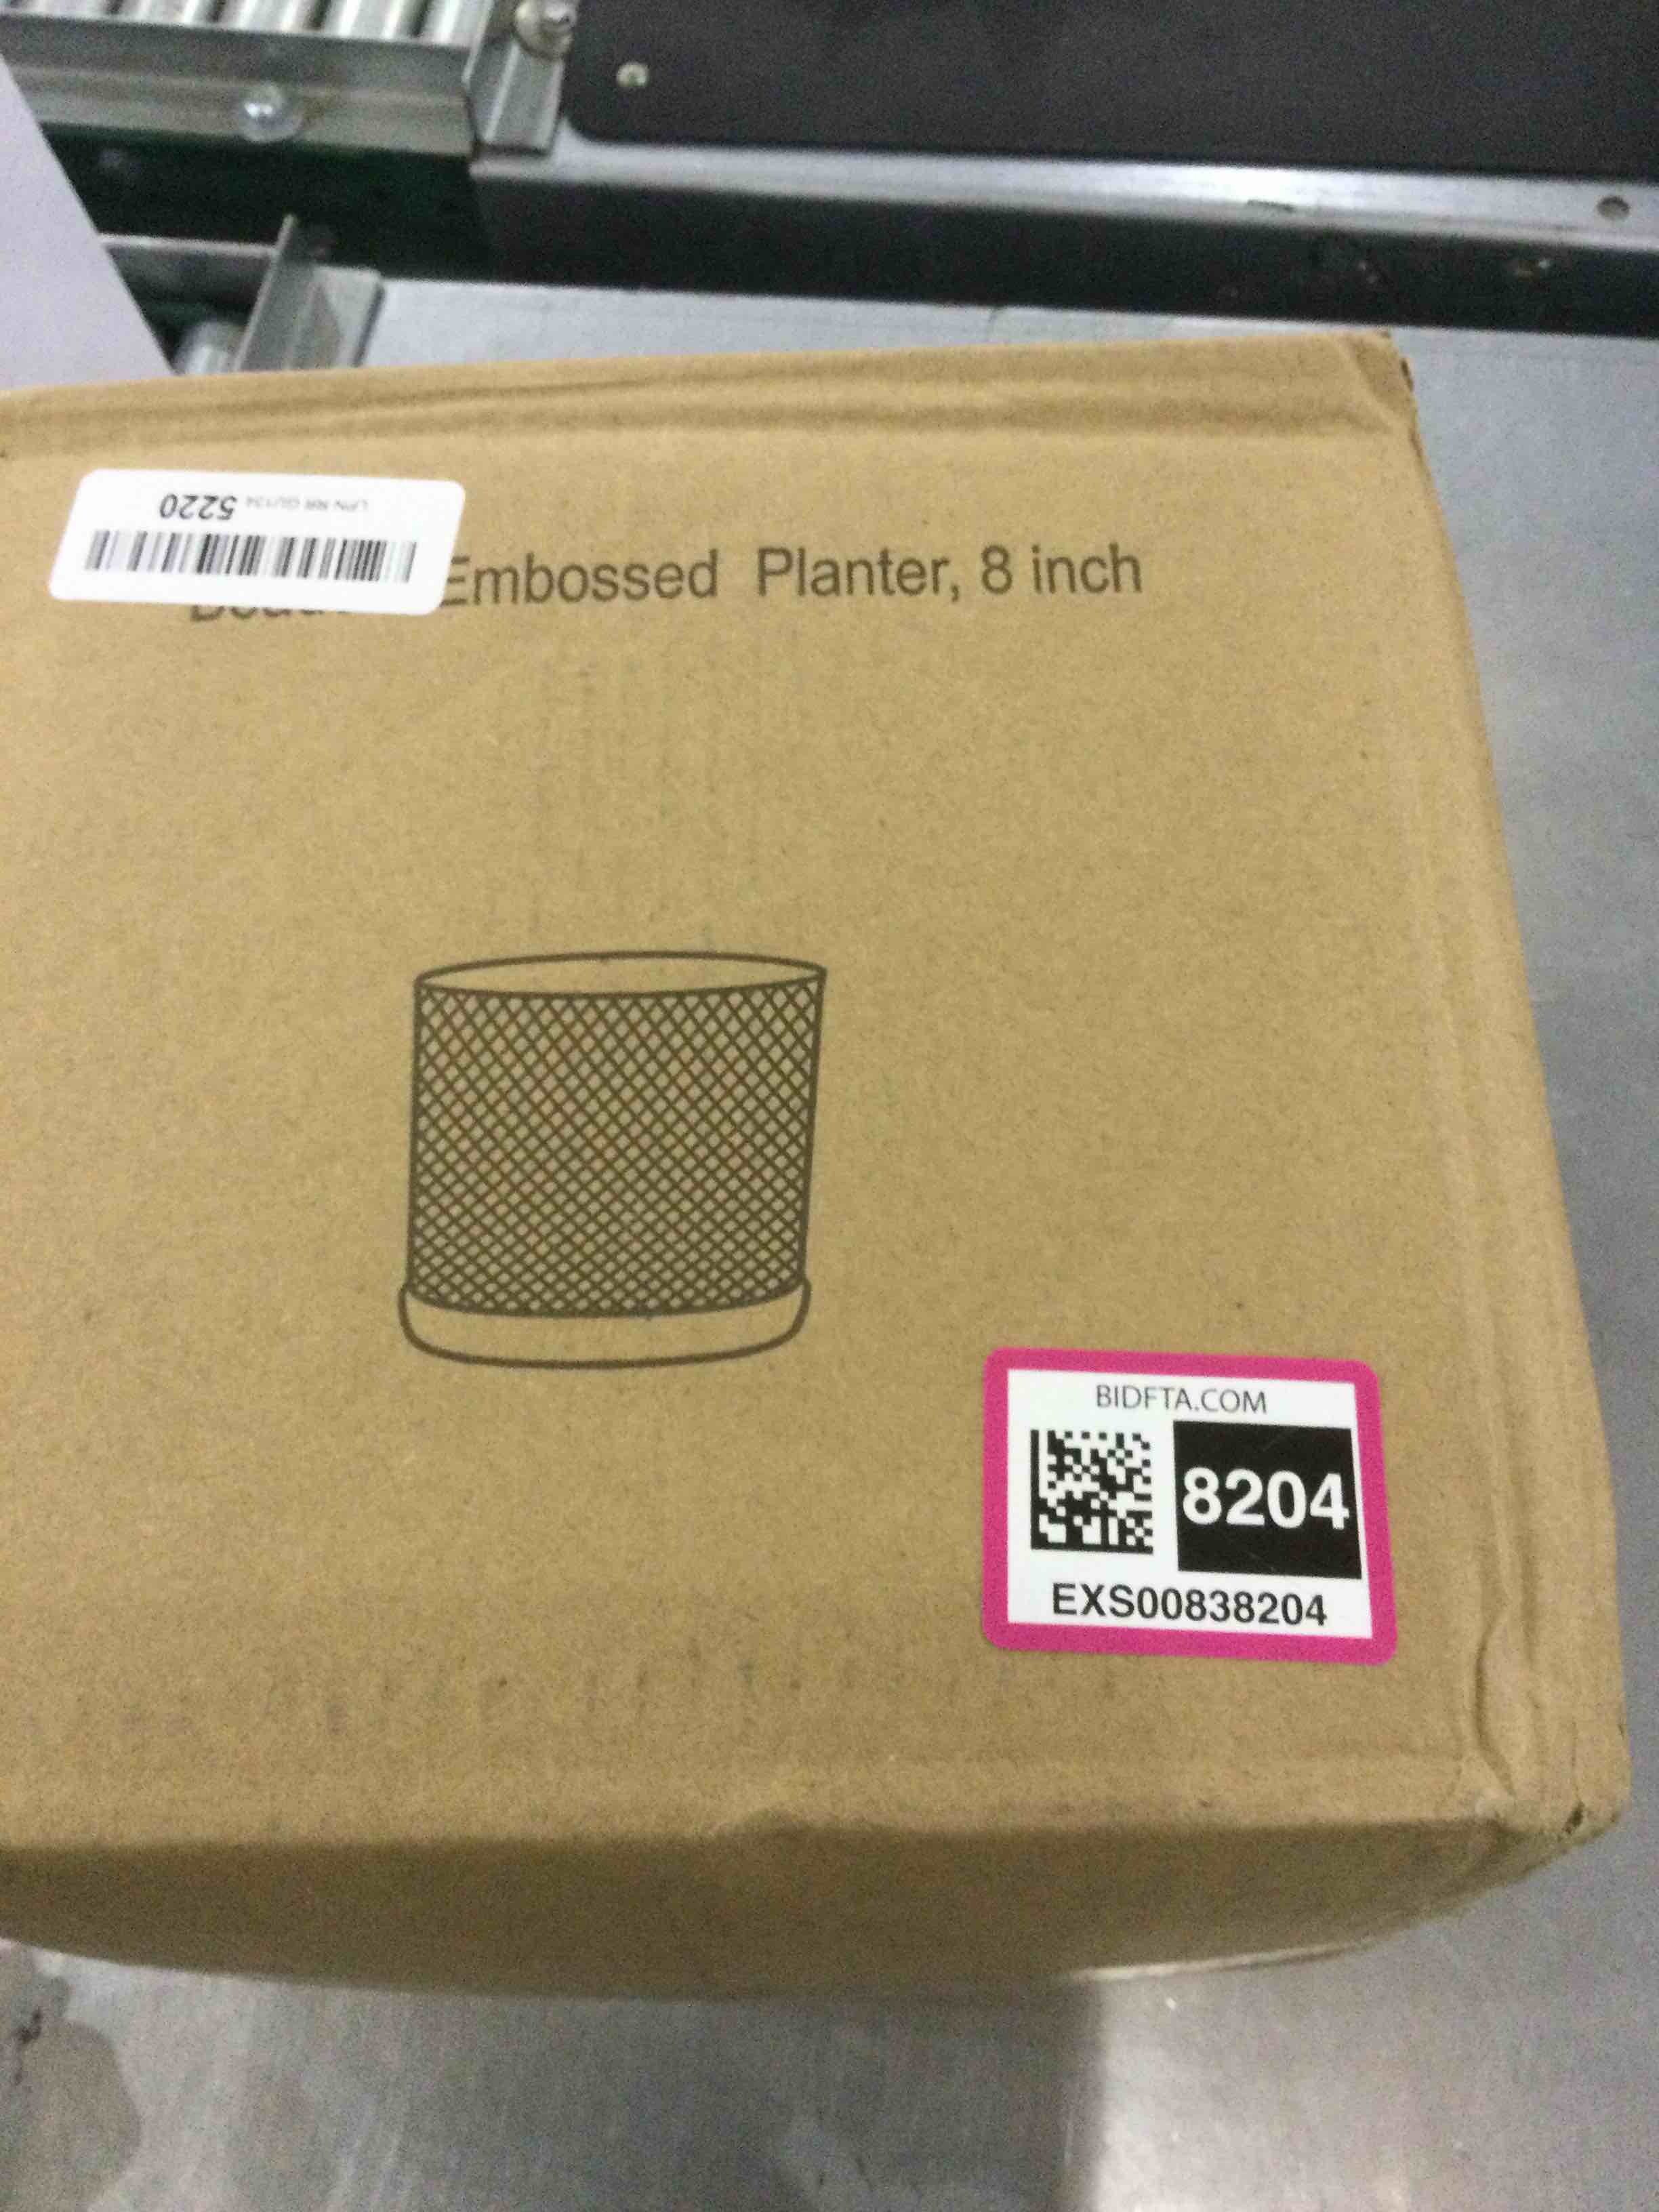 5220
Embossed Planter, 8 inch
BIDFTA.COM
8204
EXS00838204